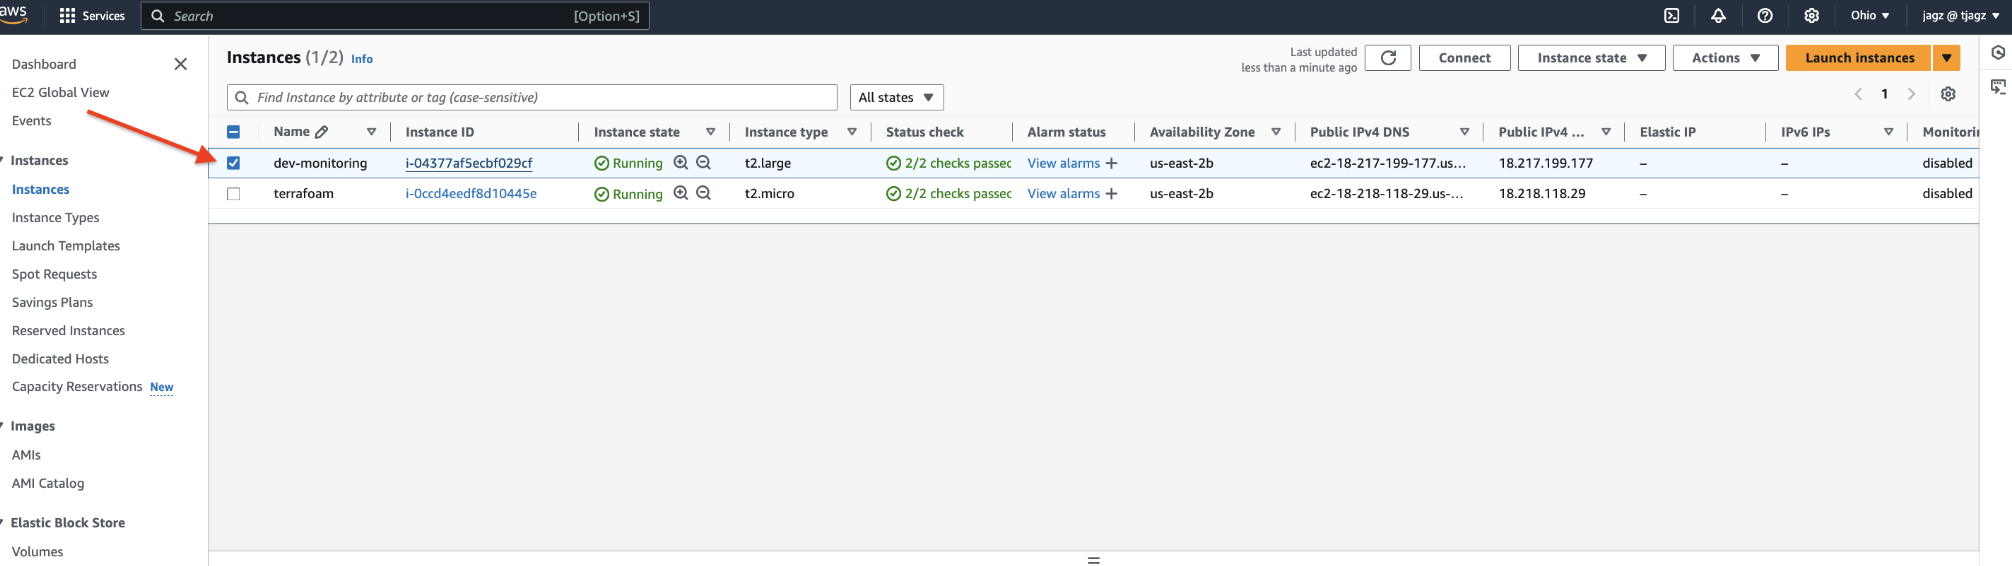 aws Services Search [Option+S] Ohio jagz @ tjagz
Dashboard
EC2 Global View
Events
Instances
Instances
Instance Types
Launch Templates
Spot Requests
Savings Plans
Reserved Instances
Dedicated Hosts
Capacity Reservations New
Images
AMIs
AMI Catalog
Elastic Block Store
Volumes
Instances (1/2) Info
Last updated
less than a minute ago
Connect Instance state Actions Launch instances
Find Instance by attribute or tag (case-sensitive) All states 1
Name Instance ID Instance state Instance type Status check Alarm status Availability Zone Public IPv4 DNS Public IPv4 ... Elastic IP IPv6 IPs Monitorin
dev-monitoring i-04377af5ecbf029cf Running t2.large 2/2 checks passed View alarms + us-east-2b ec2-18-217-199-177.us... 18.217.199.177 – – disabled
terrafoam i-0ccd4eedf8d10445e Running t2.micro 2/2 checks passed View alarms + us-east-2b ec2-18-218-118-29.us-... 18.218.118.29 – – disabled